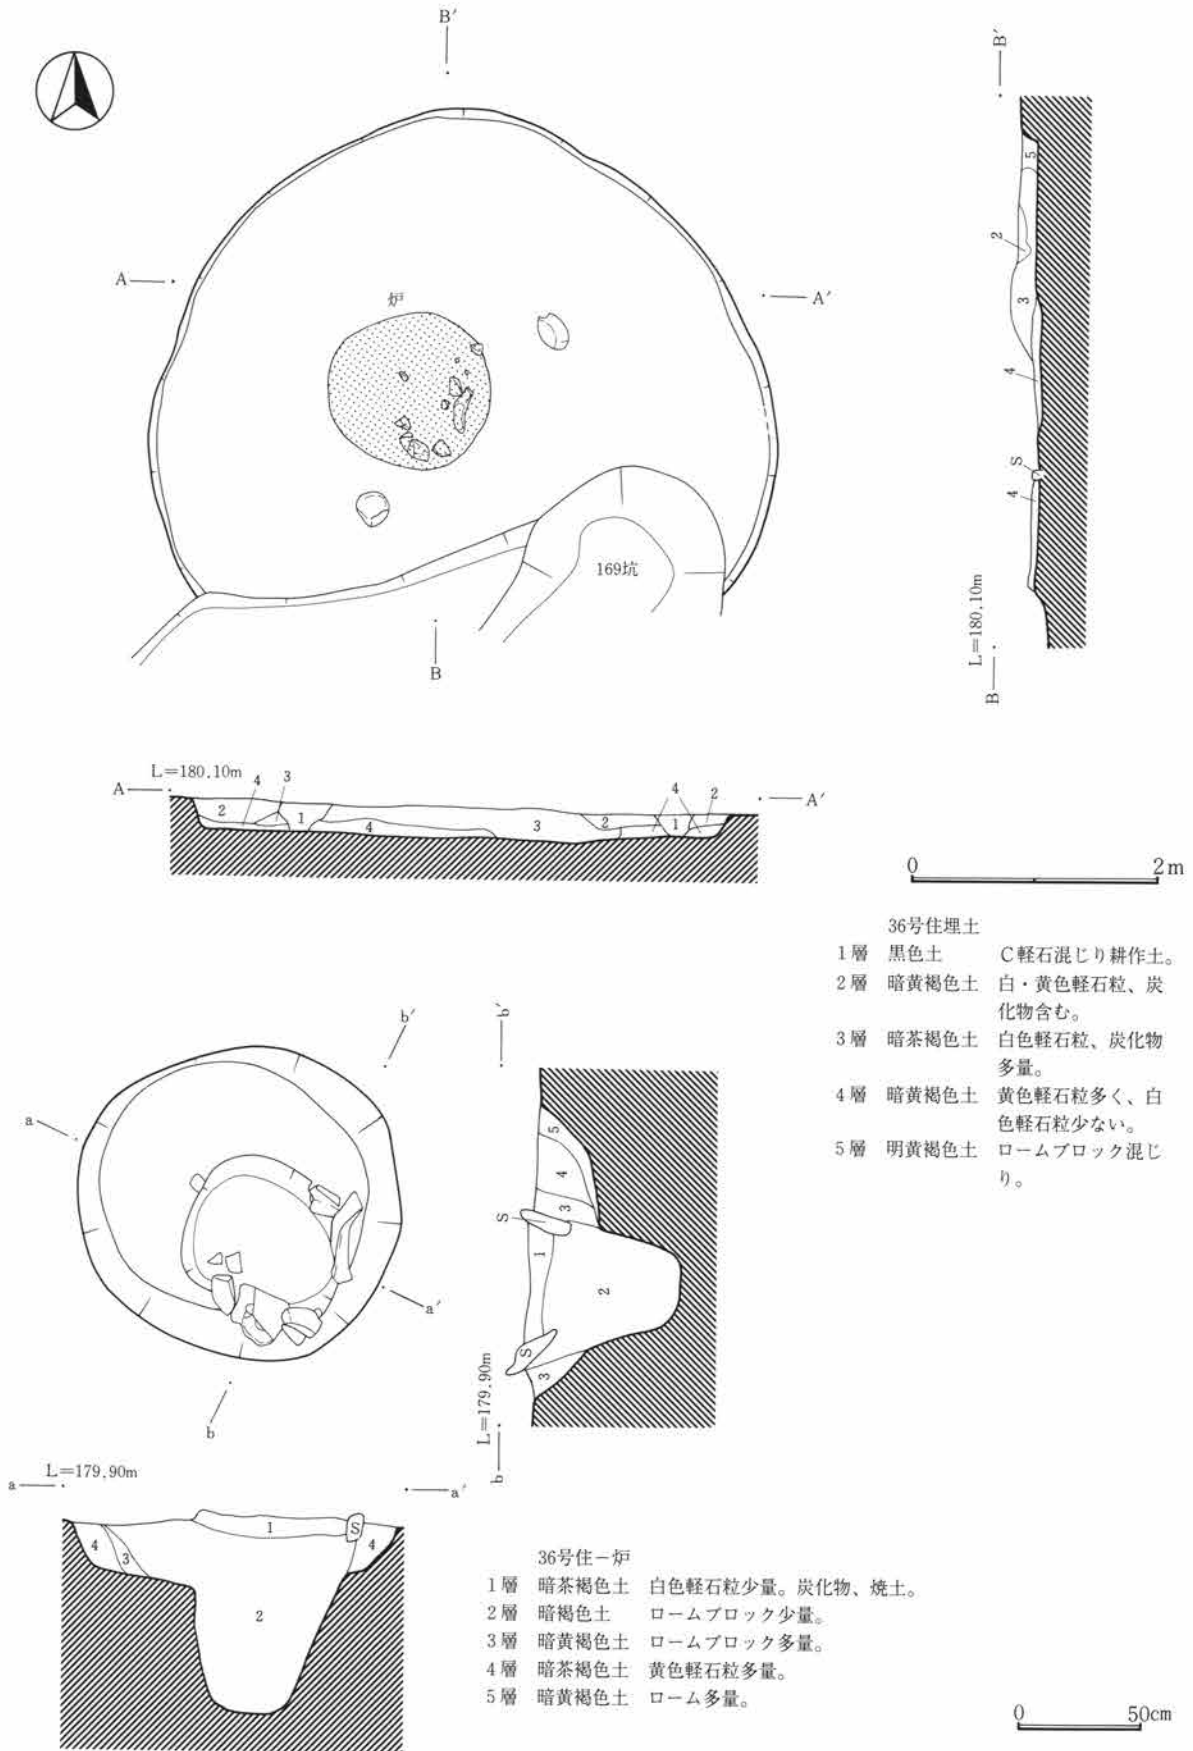 B′
A
A′
炉
169坑
B
B′
5
2
3
4
S
4
L=180.10m
B
L=180.10m
A
A′
2
4
3
1
4
3
2
4
1
2
0 2m
36号住埋土
1層 黒色土 C軽石混じり耕作土。
2層 暗黄褐色土 白・黄色軽石粒、炭
化物含む。
3層 暗茶褐色土 白色軽石粒、炭化物
多量。
4層 暗黄褐色土 黄色軽石粒多く、白
色軽石粒少ない。
5層 明黄褐色土 ロームブロック混じ
り。
b′
a
a′
b
b′
5
4
3
S
1
2
S
3
L=179.90m
b
L=179.90m
a
a′
4
3
1
S
4
2
36号住－炉
1層 暗茶褐色土 白色軽石粒少量。炭化物、焼土。
2層 暗褐色土 ロームブロック少量。
3層 暗黄褐色土 ロームブロック多量。
4層 暗茶褐色土 黄色軽石粒多量。
5層 暗黄褐色土 ローム多量。
0 50cm